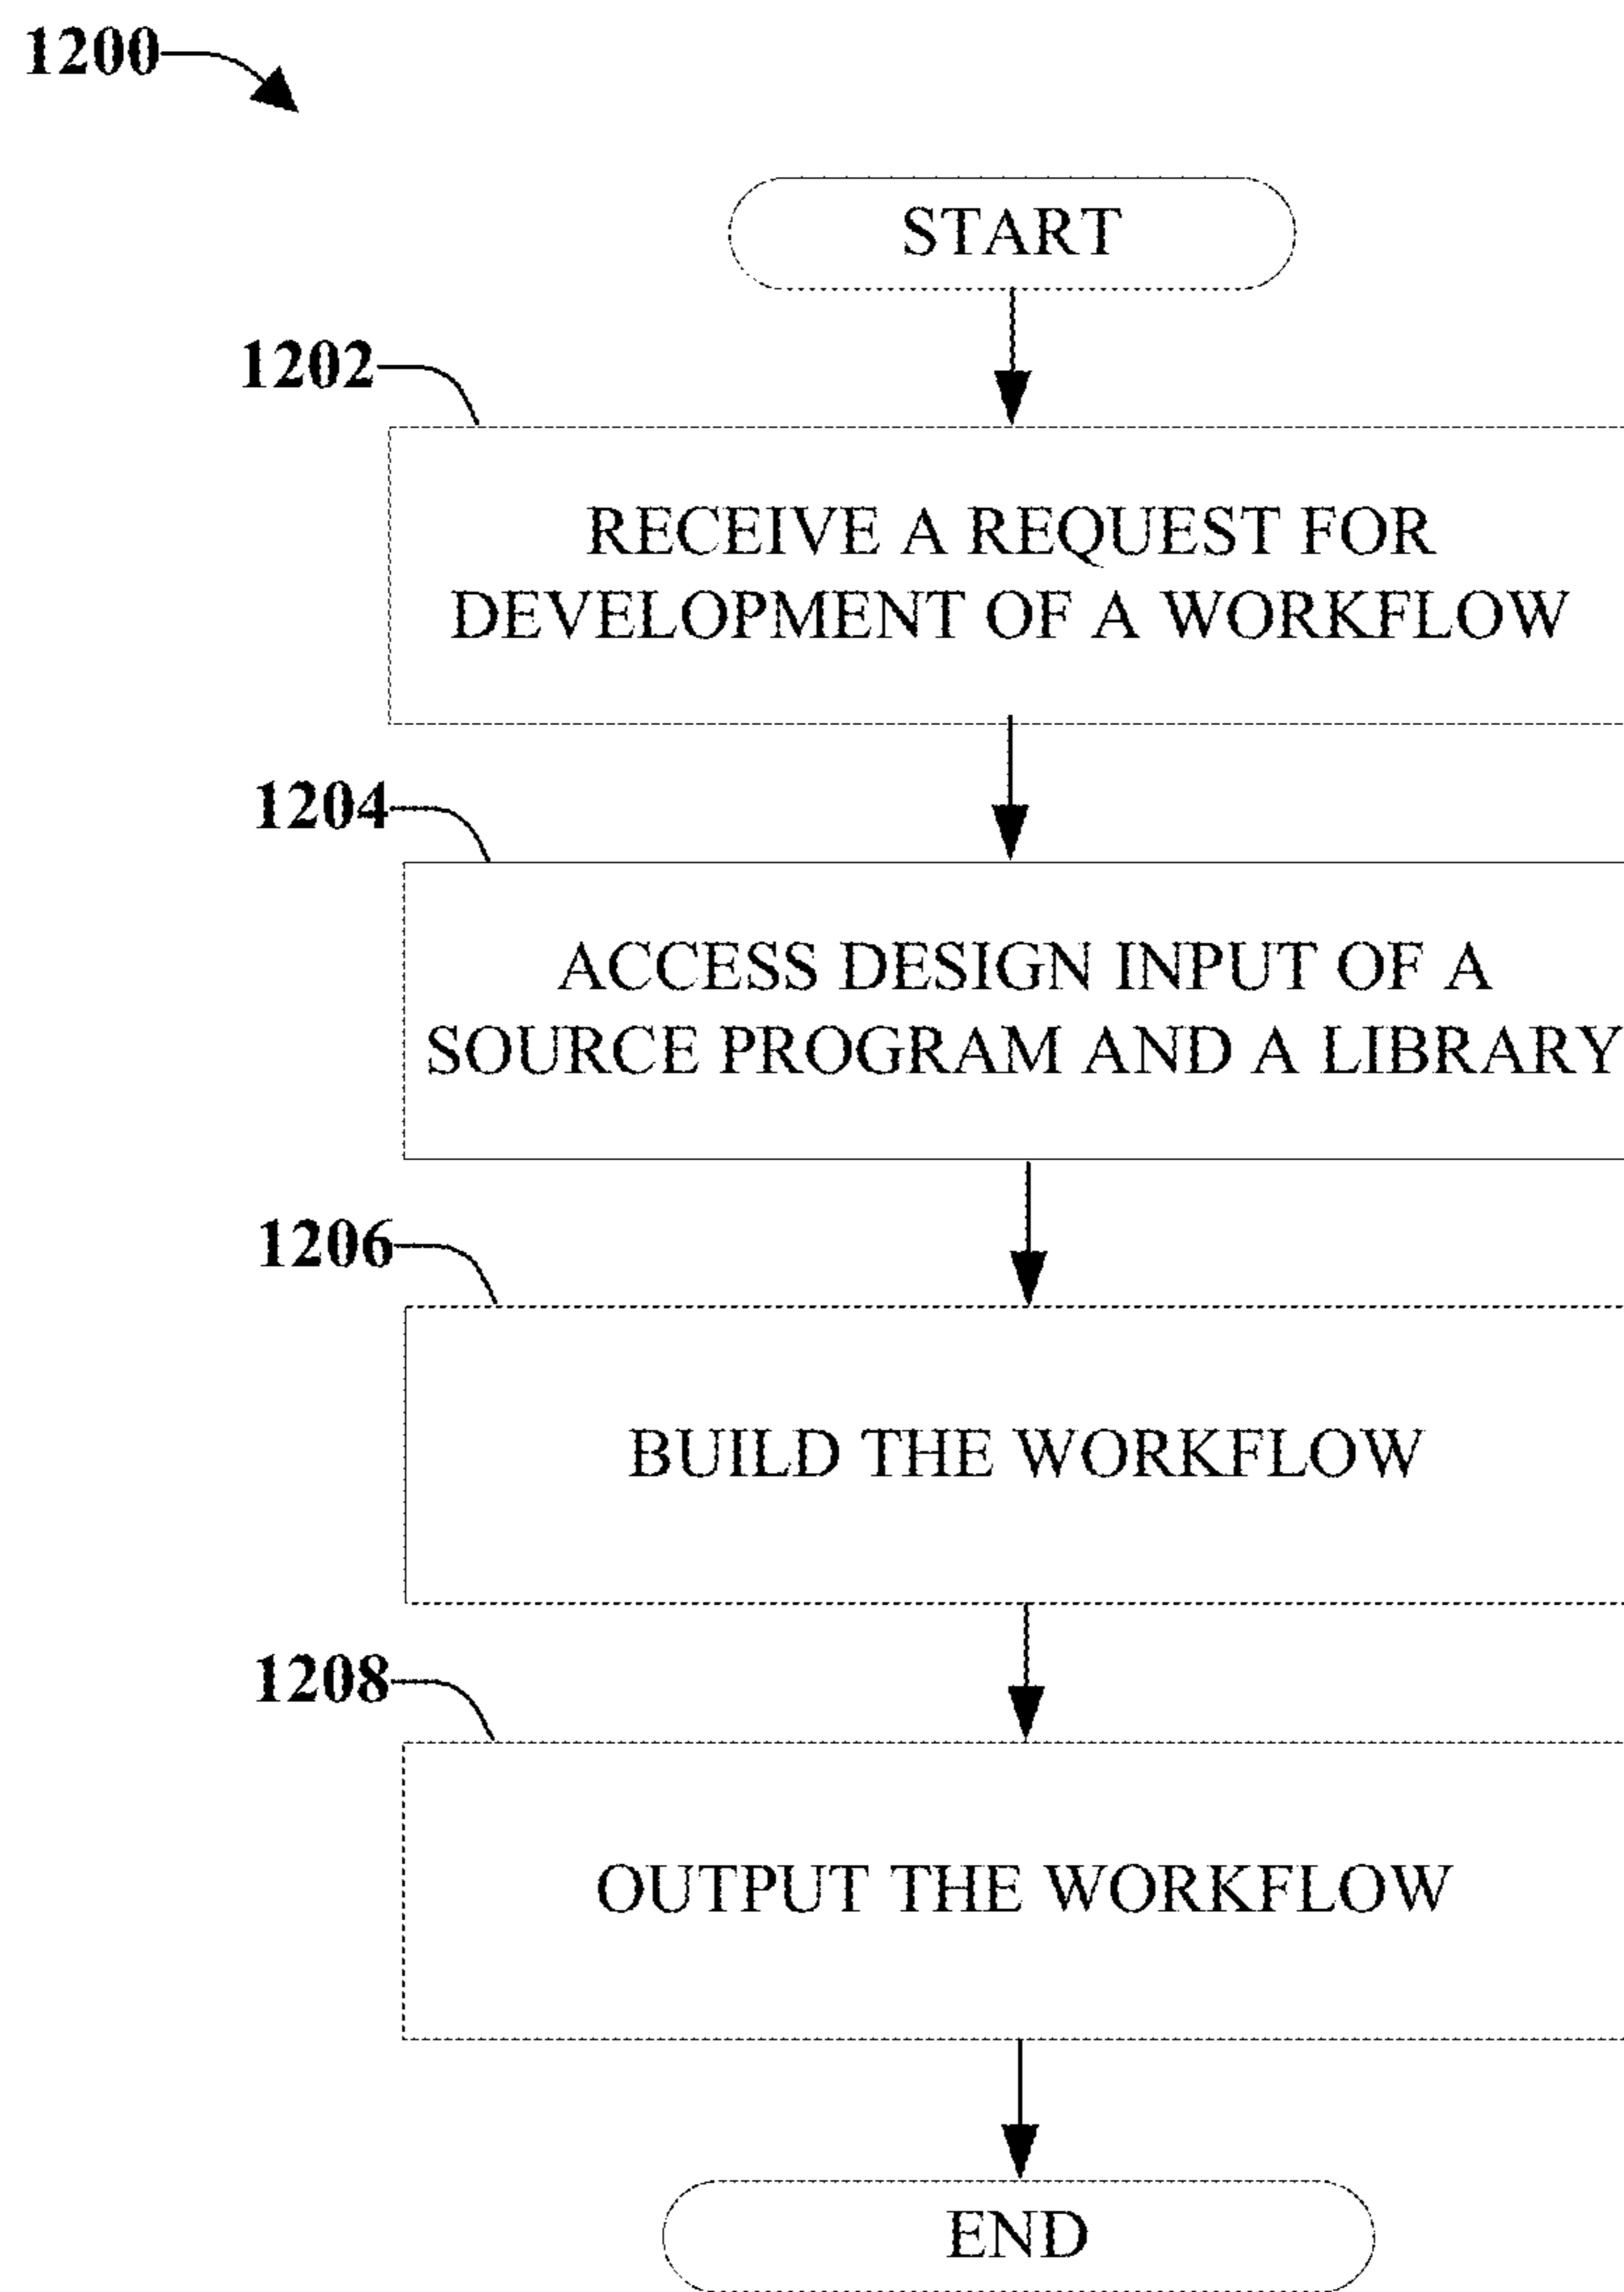 1200
START
1202
RECEIVE A REQUEST FOR
DEVELOPMENT OF A WORKFLOW
1204
ACCESS DESIGN INPUT OF A
SOURCE PROGRAM AND A LIBRARY
1206
BUILD THE WORKFLOW
1208
OUTPUT THE WORKFLOW
END